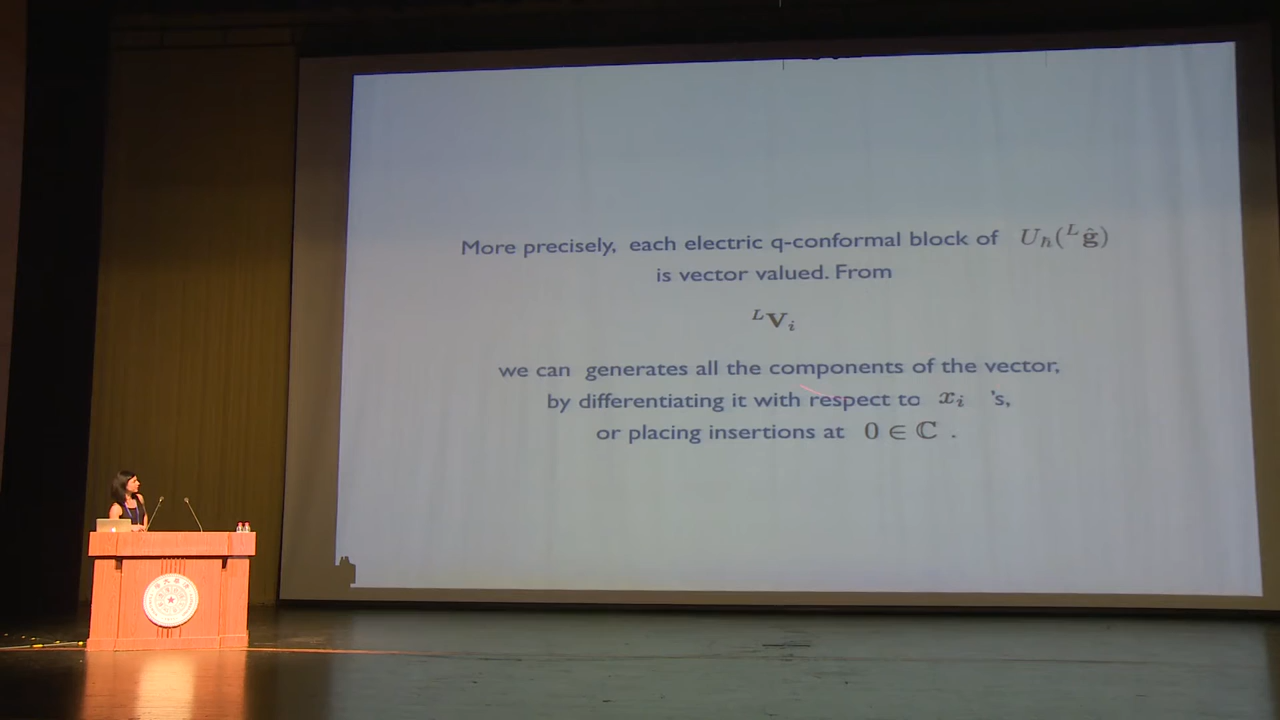 More precisely, each electric q-conformal block of $U_\hbar(^L\hat{\mathbf{g}})$
is vector valued. From
$^L\mathbf{V}_i$
we can generates all the components of the vector,
by differentiating it with respect to $x_i$ 's,
or placing insertions at $0 \in \mathbb{C}$ .